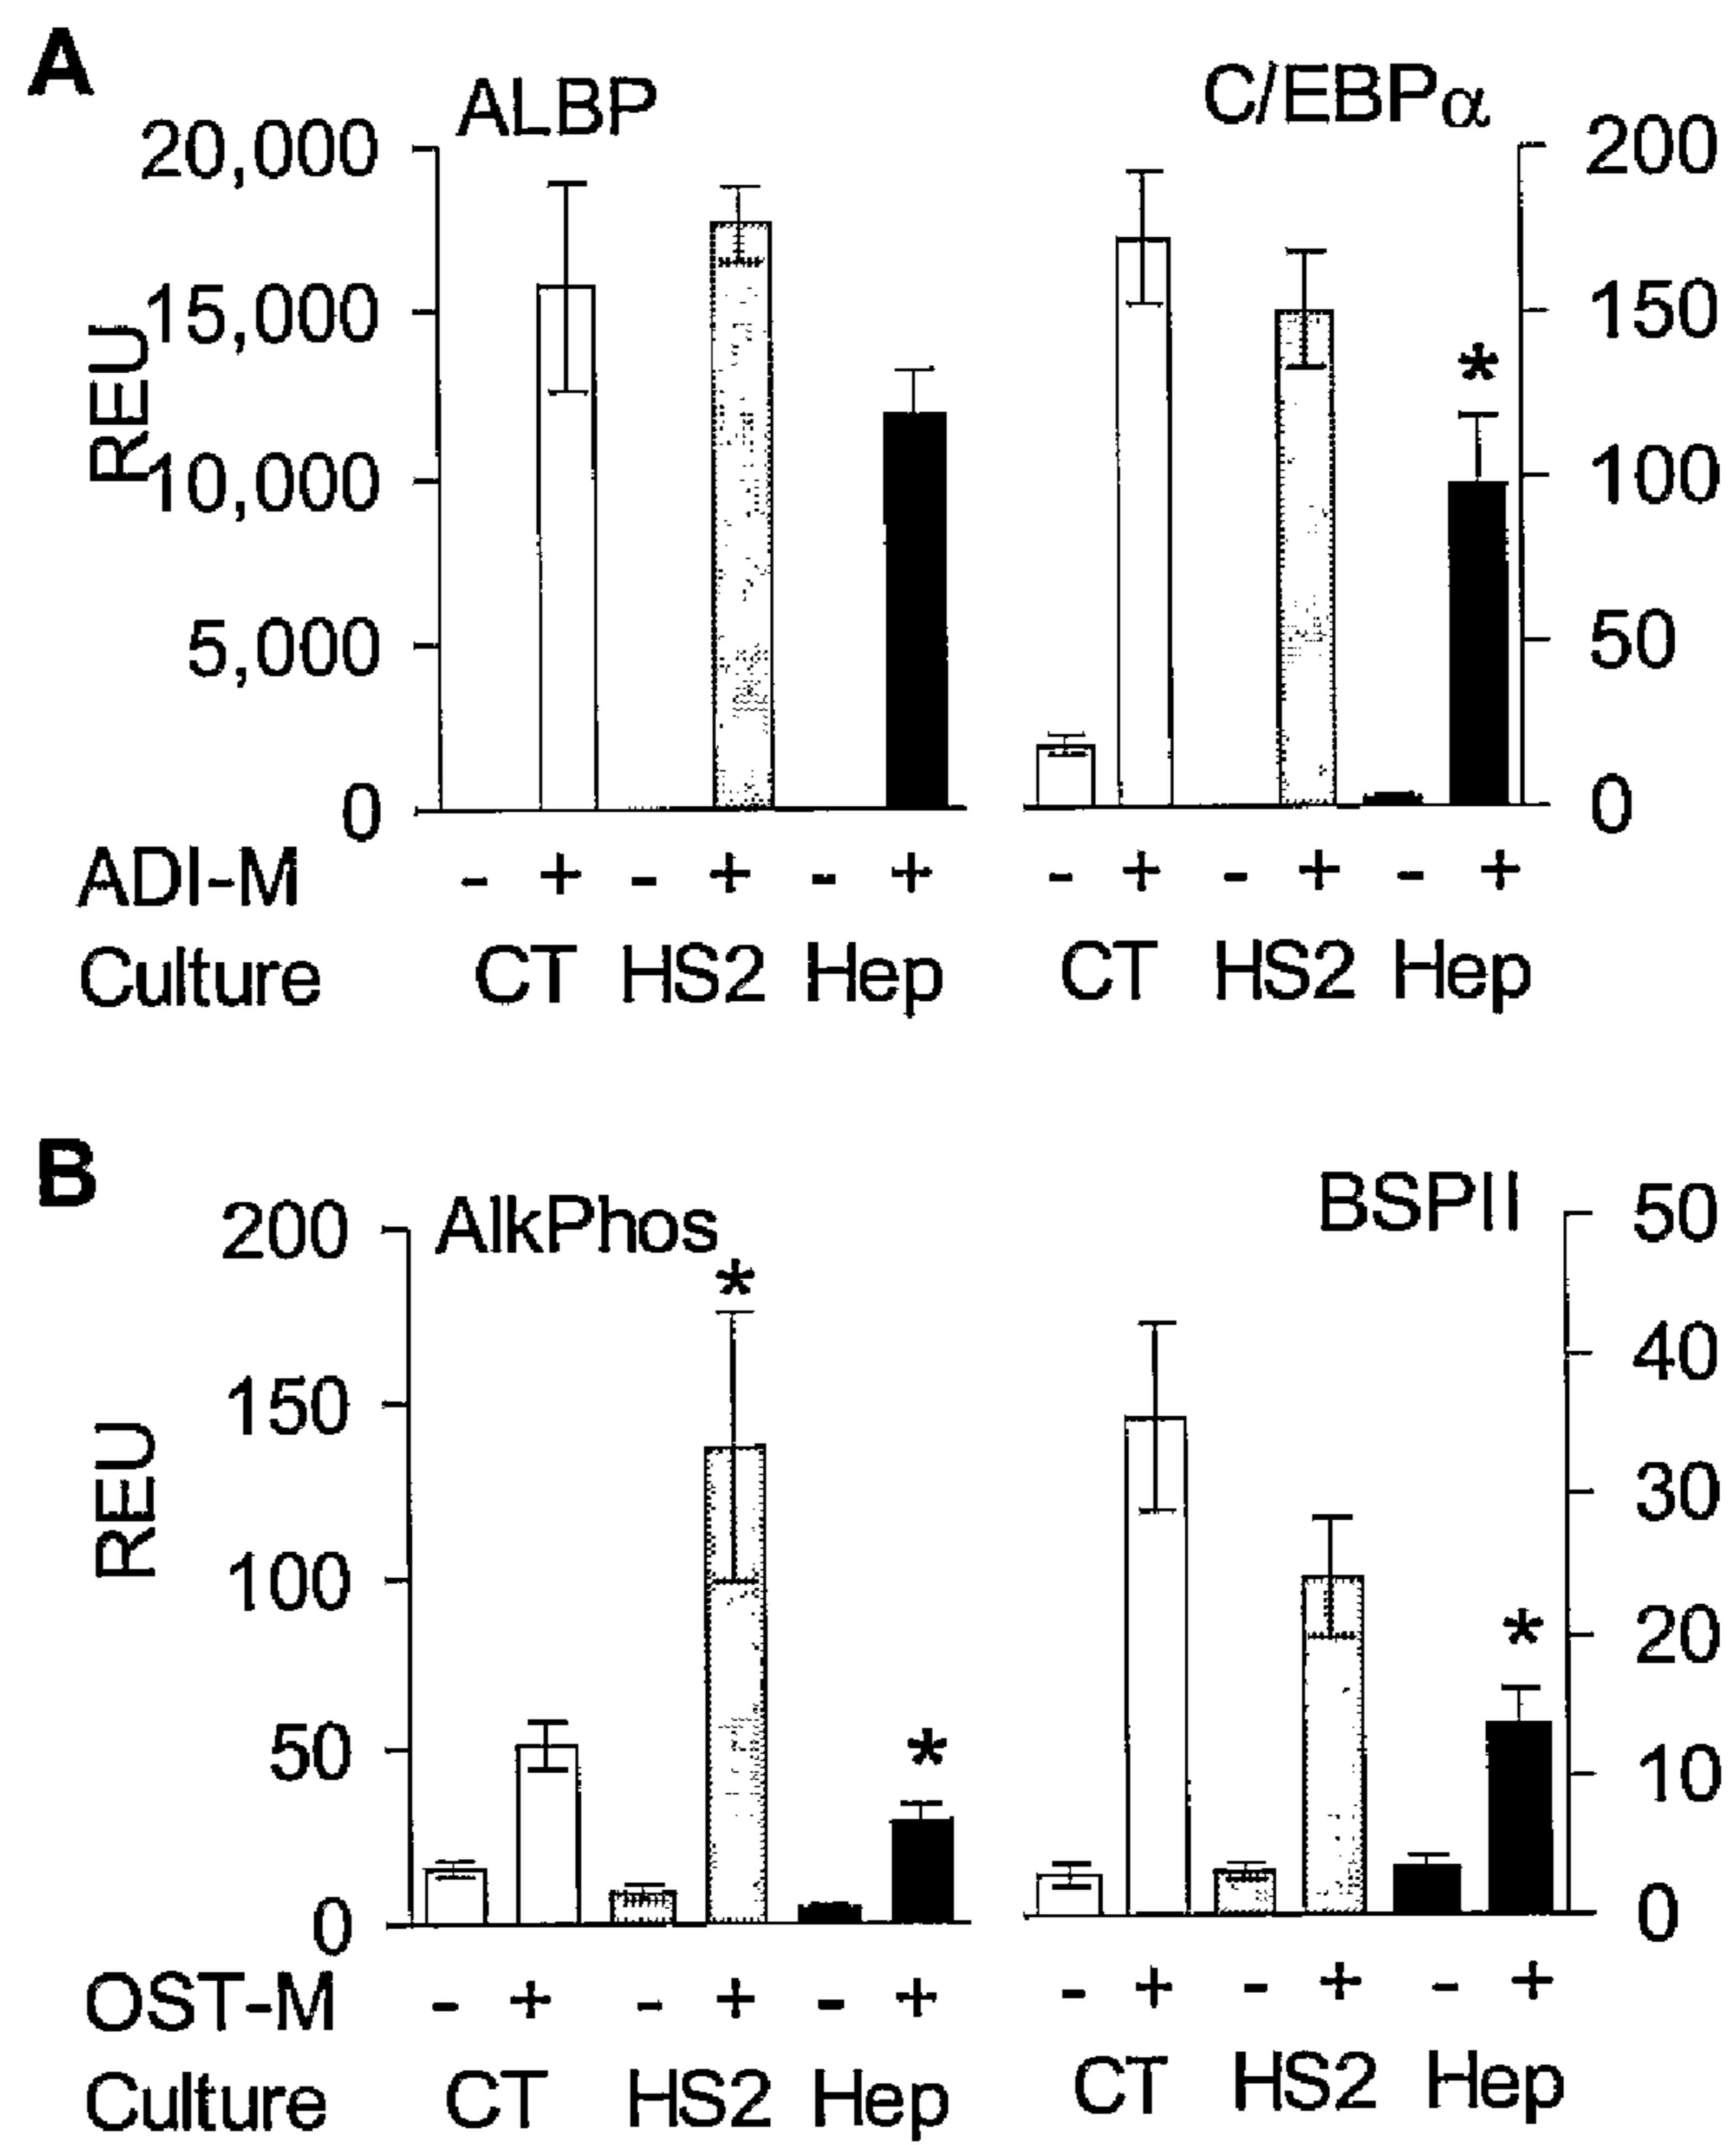 A
ALBP C/EBPα
20,000 200
15,000 150
REU
10,000 100
5,000 50
0 0
ADI-M - + - + - + - + - + - +
Culture CT HS2 Hep CT HS2 Hep
*
B
AlkPhos BSPII
200 50
*
40
150
30
REU
100
* 20
*
50 10
0 0
OST-M - + - + - + - + - + - +
Culture CT HS2 Hep CT HS2 Hep